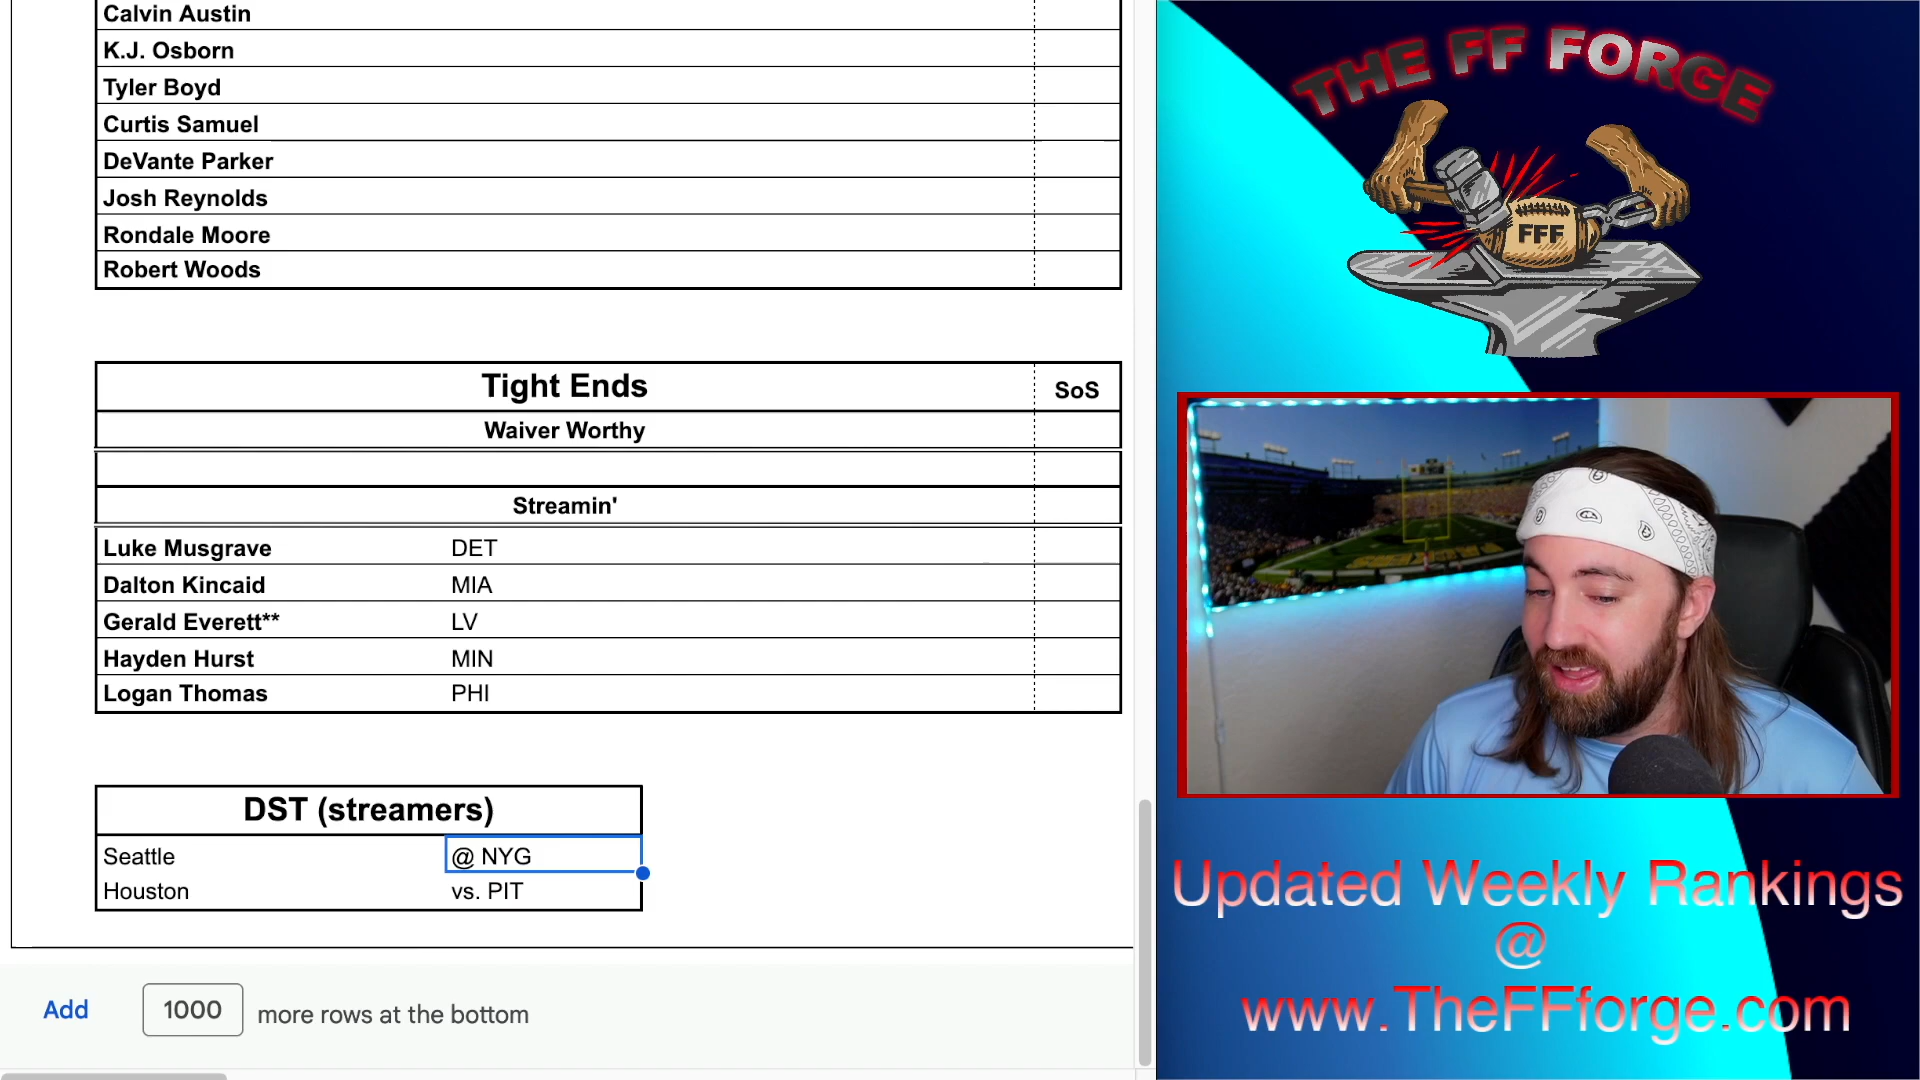 Calvin Austin
K.J. Osborn
Tyler Boyd
Curtis Samuel
DeVante Parker
Josh Reynolds
Rondale Moore
Robert Woods
Tight Ends SoS
Waiver Worthy
Streamin'
Luke Musgrave DET
Dalton Kincaid MIA
Gerald Everett** LV
Hayden Hurst MIN
Logan Thomas PHI
DST (streamers)
Seattle @ NYG
Houston vs. PIT
Add 1000 more rows at the bottom
THE FF FORGE
FFF
Updated Weekly Rankings
@
www.TheFFforge.com